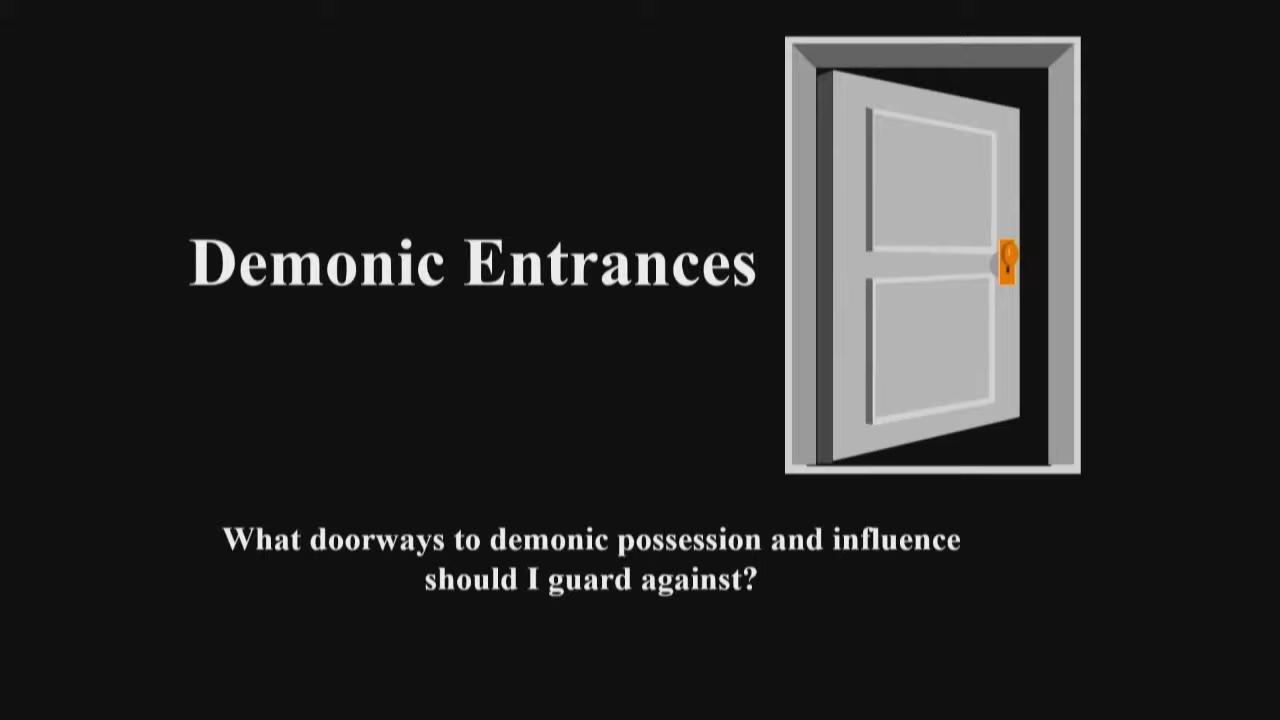 Demonic Entrances
What doorways to demonic possession and influence
should I guard against?